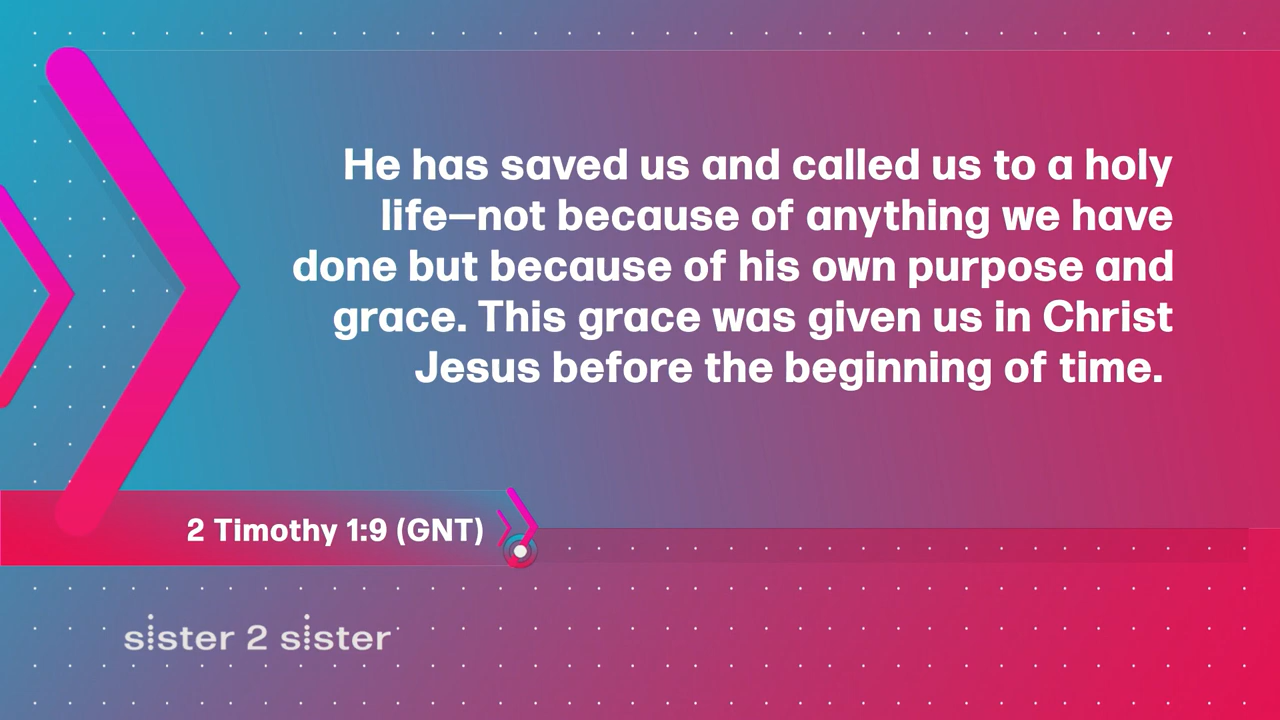 He has saved us and called us to a holy
life—not because of anything we have
done but because of his own purpose and
grace. This grace was given us in Christ
Jesus before the beginning of time.
2 Timothy 1:9 (GNT)
sister 2 sister